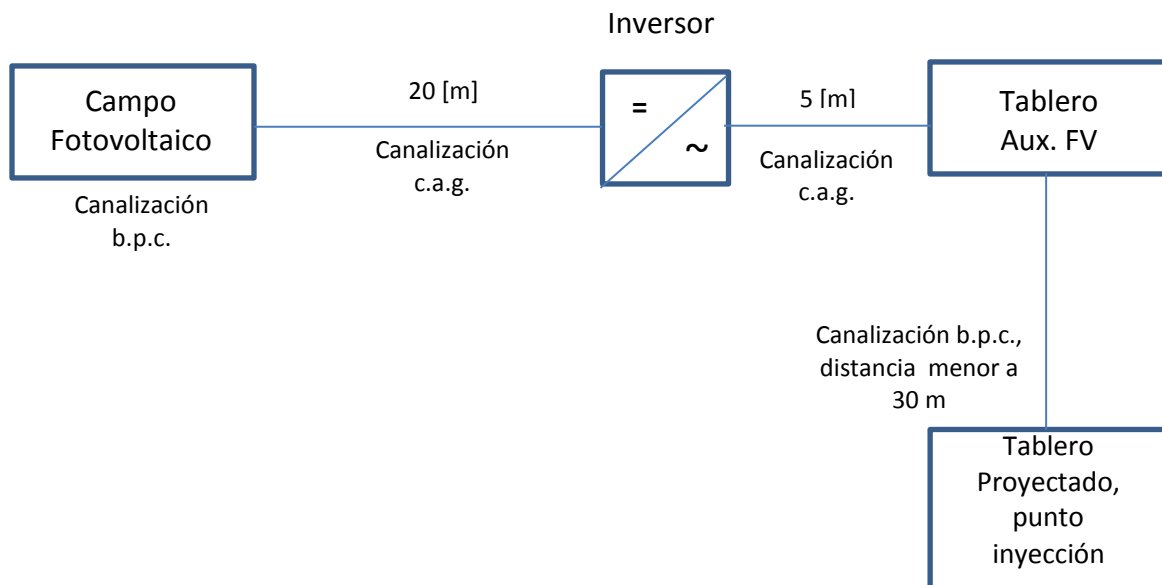 Inversor
Campo
Fotovoltaico
20 [m]
=
~
5 [m]
Tablero
Aux. FV
Canalización
c.a.g.
Canalización
c.a.g.
Canalización
b.p.c.
Canalización b.p.c.,
distancia menor a
30 m
Tablero
Proyectado,
punto
inyección